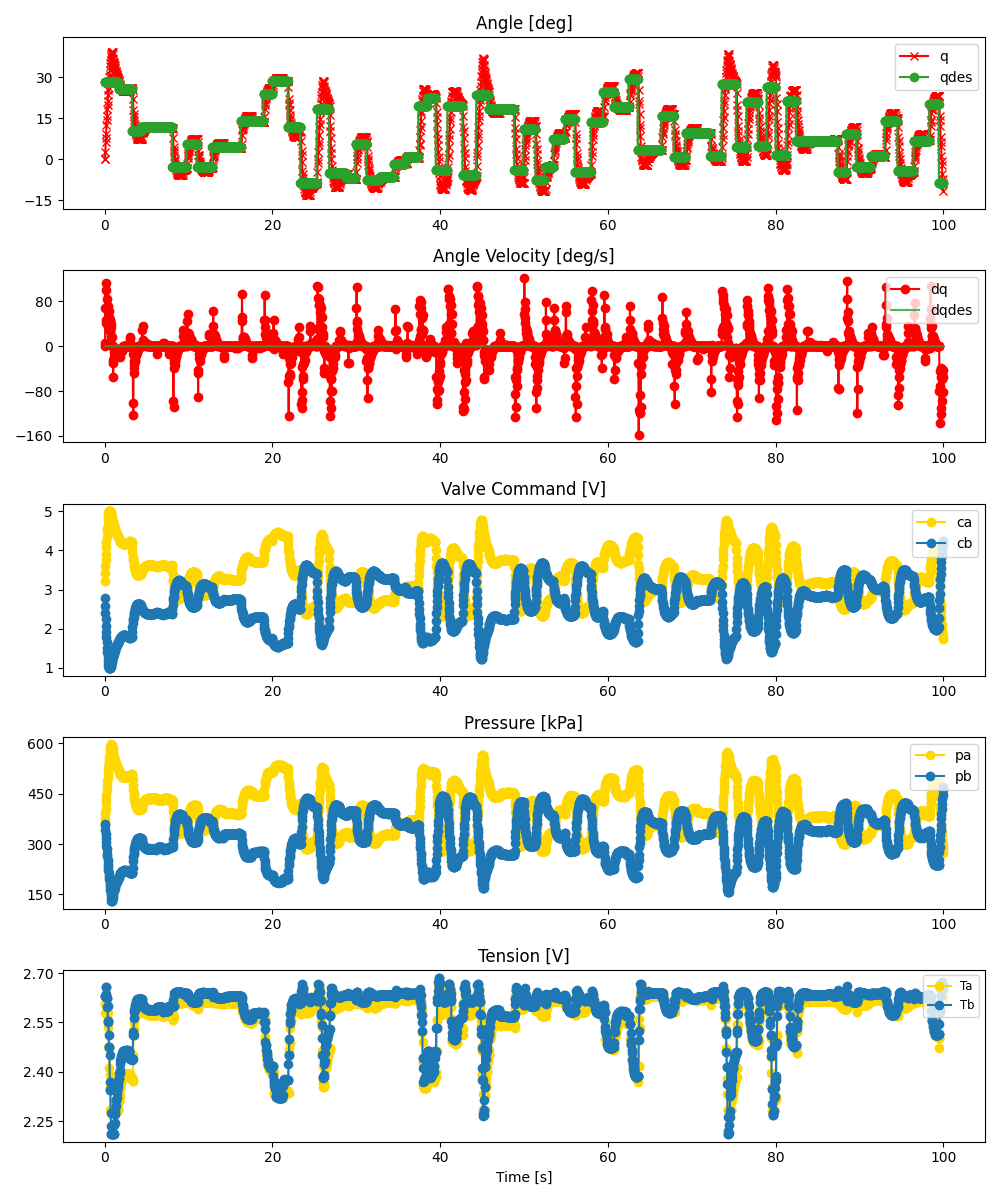 Angle [deg]
30
15
0
−15
q
qdes
0 20 40 60 80 100
Angle Velocity [deg/s]
80
0
−80
−160
dq
dqdes
0 20 40 60 80 100
Valve Command [V]
5
4
3
2
1
ca
cb
0 20 40 60 80 100
Pressure [kPa]
600
450
300
150
pa
pb
0 20 40 60 80 100
Tension [V]
2.70
2.55
2.40
2.25
Ta
Tb
0 20 40 60 80 100
Time [s]